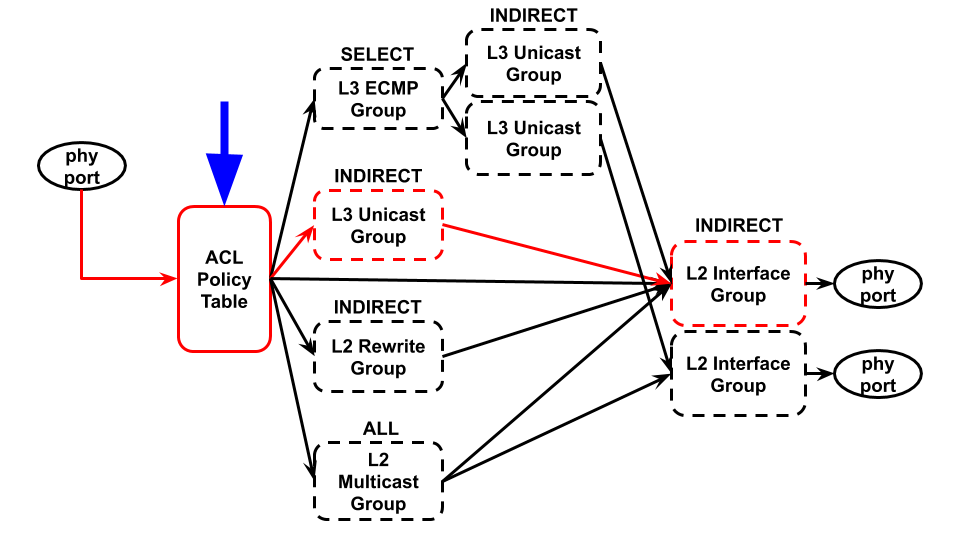 INDIRECT
L3 Unicast
Group
SELECT
L3 ECMP
Group
L3 Unicast
Group
phy
port
INDIRECT
L3 Unicast
Group
ACL
Policy
Table
INDIRECT
L2 Interface
Group
phy
port
INDIRECT
L2 Rewrite
Group
L2 Interface
Group
phy
port
ALL
L2
Multicast
Group